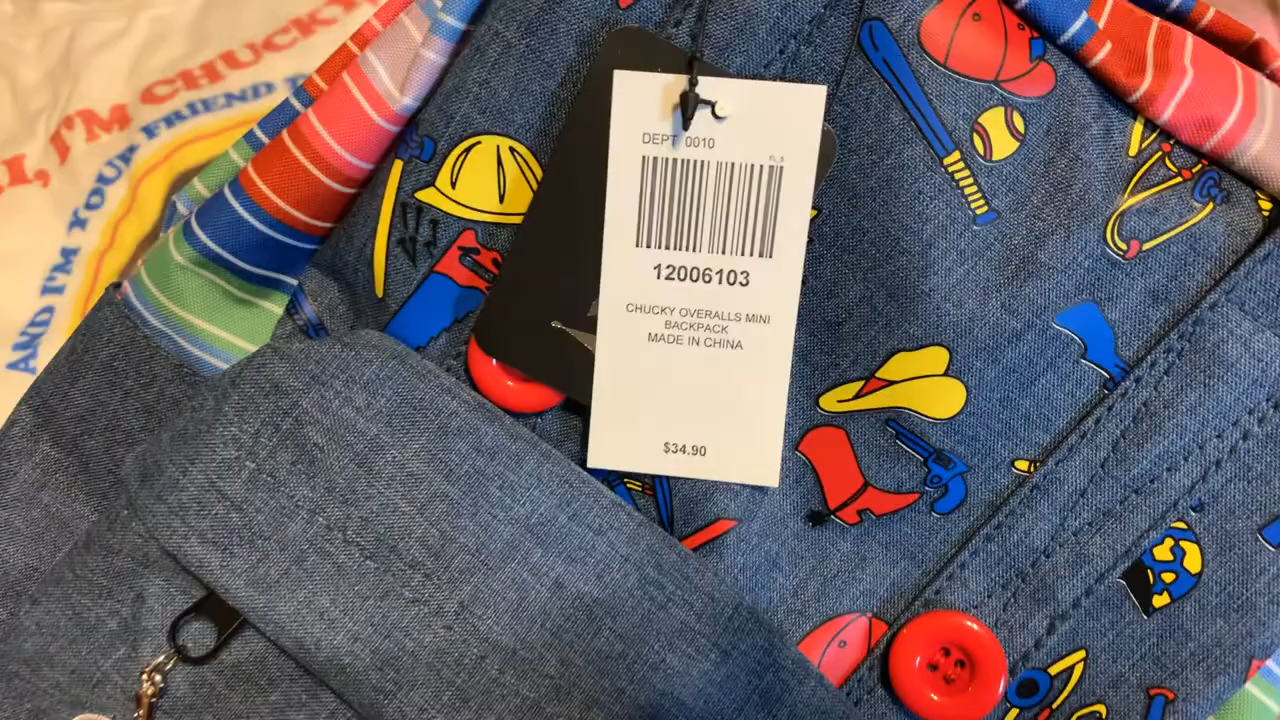 I'M CHUCKY
AND I'M YOUR FRIEND
DEPT 0010
12006103
CHUCKY OVERALLS MINI
BACKPACK
MADE IN CHINA
$34.90